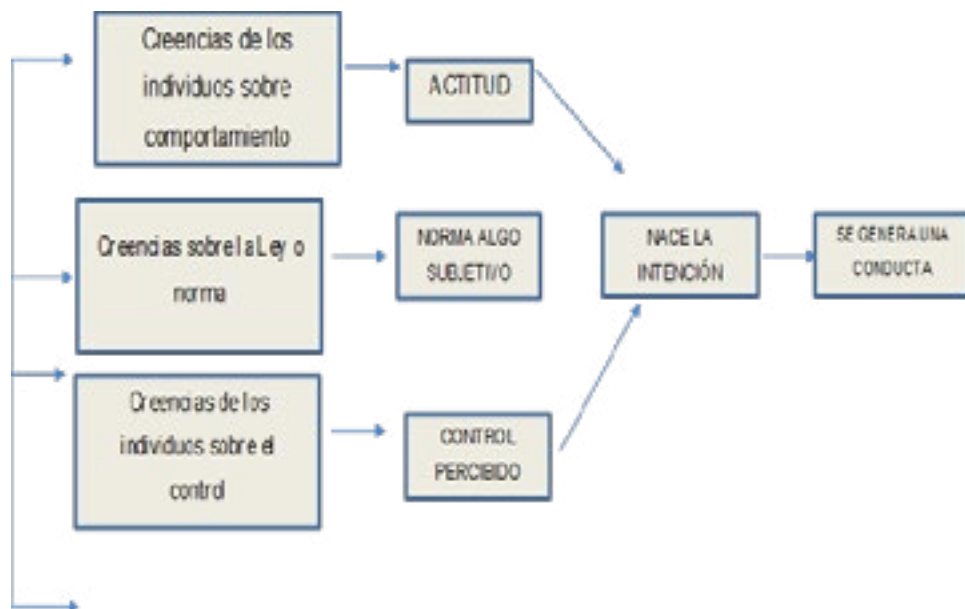 Creencias de los
individuos sobre
comportamiento
ACTITUD
Creencias sobre la Ley o
norma
NORMA ALGO
SUBJETIVO
NACE LA
INTENCIÓN
SE GENERA UNA
CONDUCTA
Creencias de los
individuos sobre el
control
CONTROL
PERCIBIDO